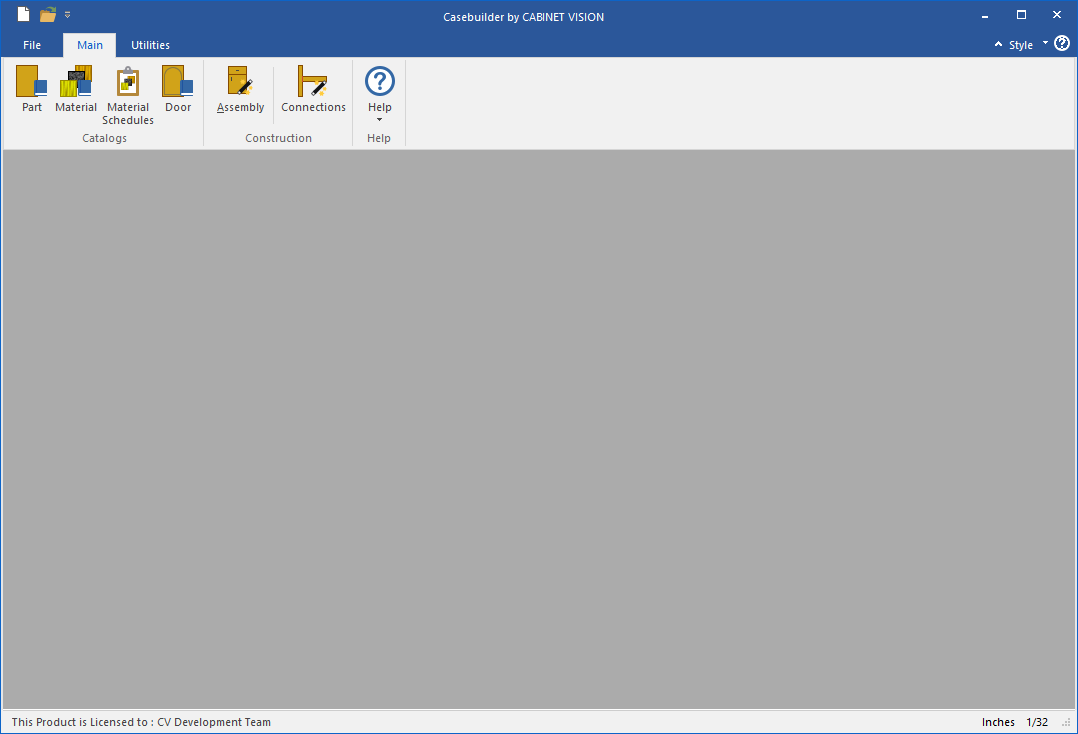 Casebuilder by CABINET VISION
File Main Utilities Style
Part Material Material Schedules Door Assembly Connections Help
Catalogs Construction Help
This Product is Licensed to : CV Development Team Inches 1/32